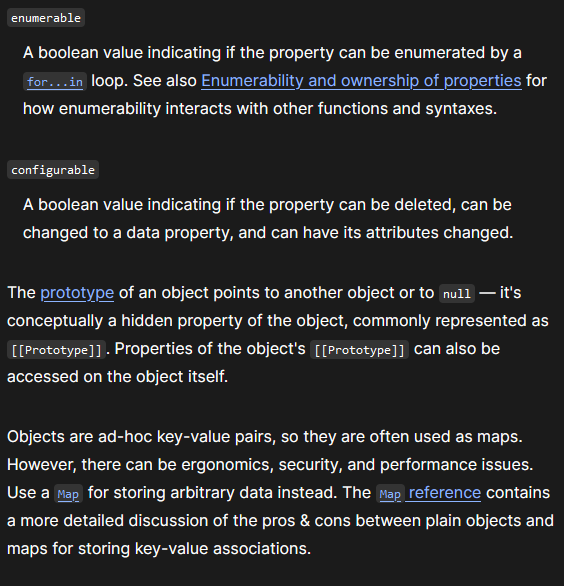 enumerable
A boolean value indicating if the property can be enumerated by a
for...in loop. See also Enumerability and ownership of properties for
how enumerability interacts with other functions and syntaxes.
configurable
A boolean value indicating if the property can be deleted, can be
changed to a data property, and can have its attributes changed.
The prototype of an object points to another object or to null — it's
conceptually a hidden property of the object, commonly represented as
[[Prototype]]. Properties of the object's [[Prototype]] can also be
accessed on the object itself.
Objects are ad-hoc key-value pairs, so they are often used as maps.
However, there can be ergonomics, security, and performance issues.
Use a Map for storing arbitrary data instead. The Map reference contains
a more detailed discussion of the pros & cons between plain objects and
maps for storing key-value associations.